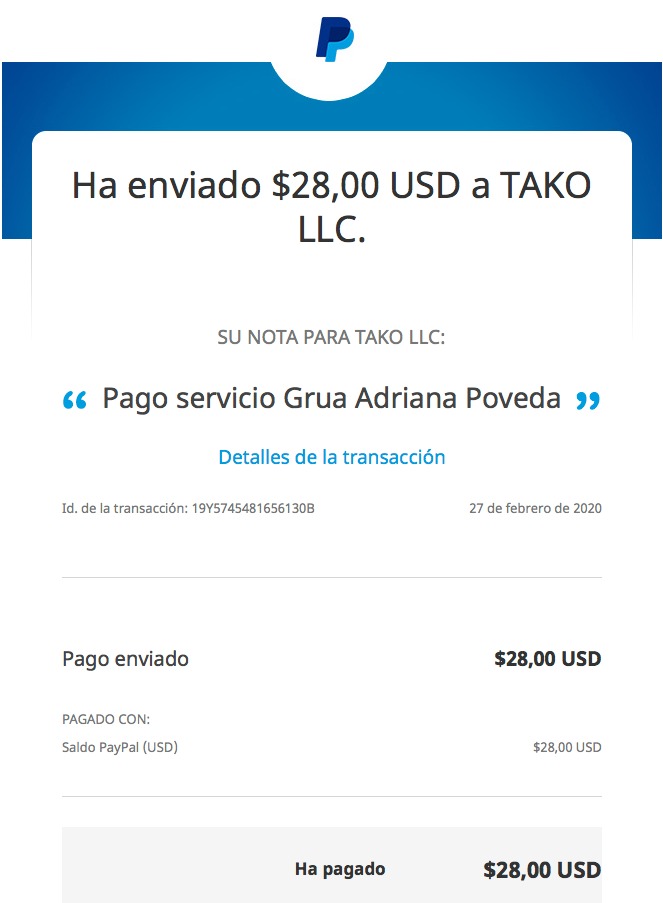 Ha enviado $28,00 USD a TAKO
LLC.
SU NOTA PARA TAKO LLC:
“ Pago servicio Grua Adriana Poveda ”
Detalles de la transacción
Id. de la transacción: 19Y5745481656130B 27 de febrero de 2020
Pago enviado $28,00 USD
PAGADO CON:
Saldo PayPal (USD) $28,00 USD
Ha pagado $28,00 USD